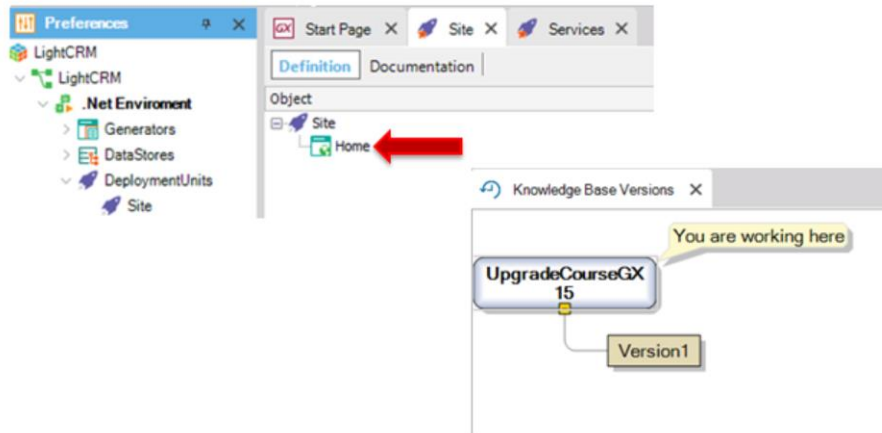 Preferences
LightCRM
LightCRM
.Net Enviroment
Generators
DataStores
DeploymentUnits
Site
Start Page
Site
Services
Definition
Documentation
Object
Site
Home
Knowledge Base Versions
You are working here
UpgradeCourseGX
15
Version1